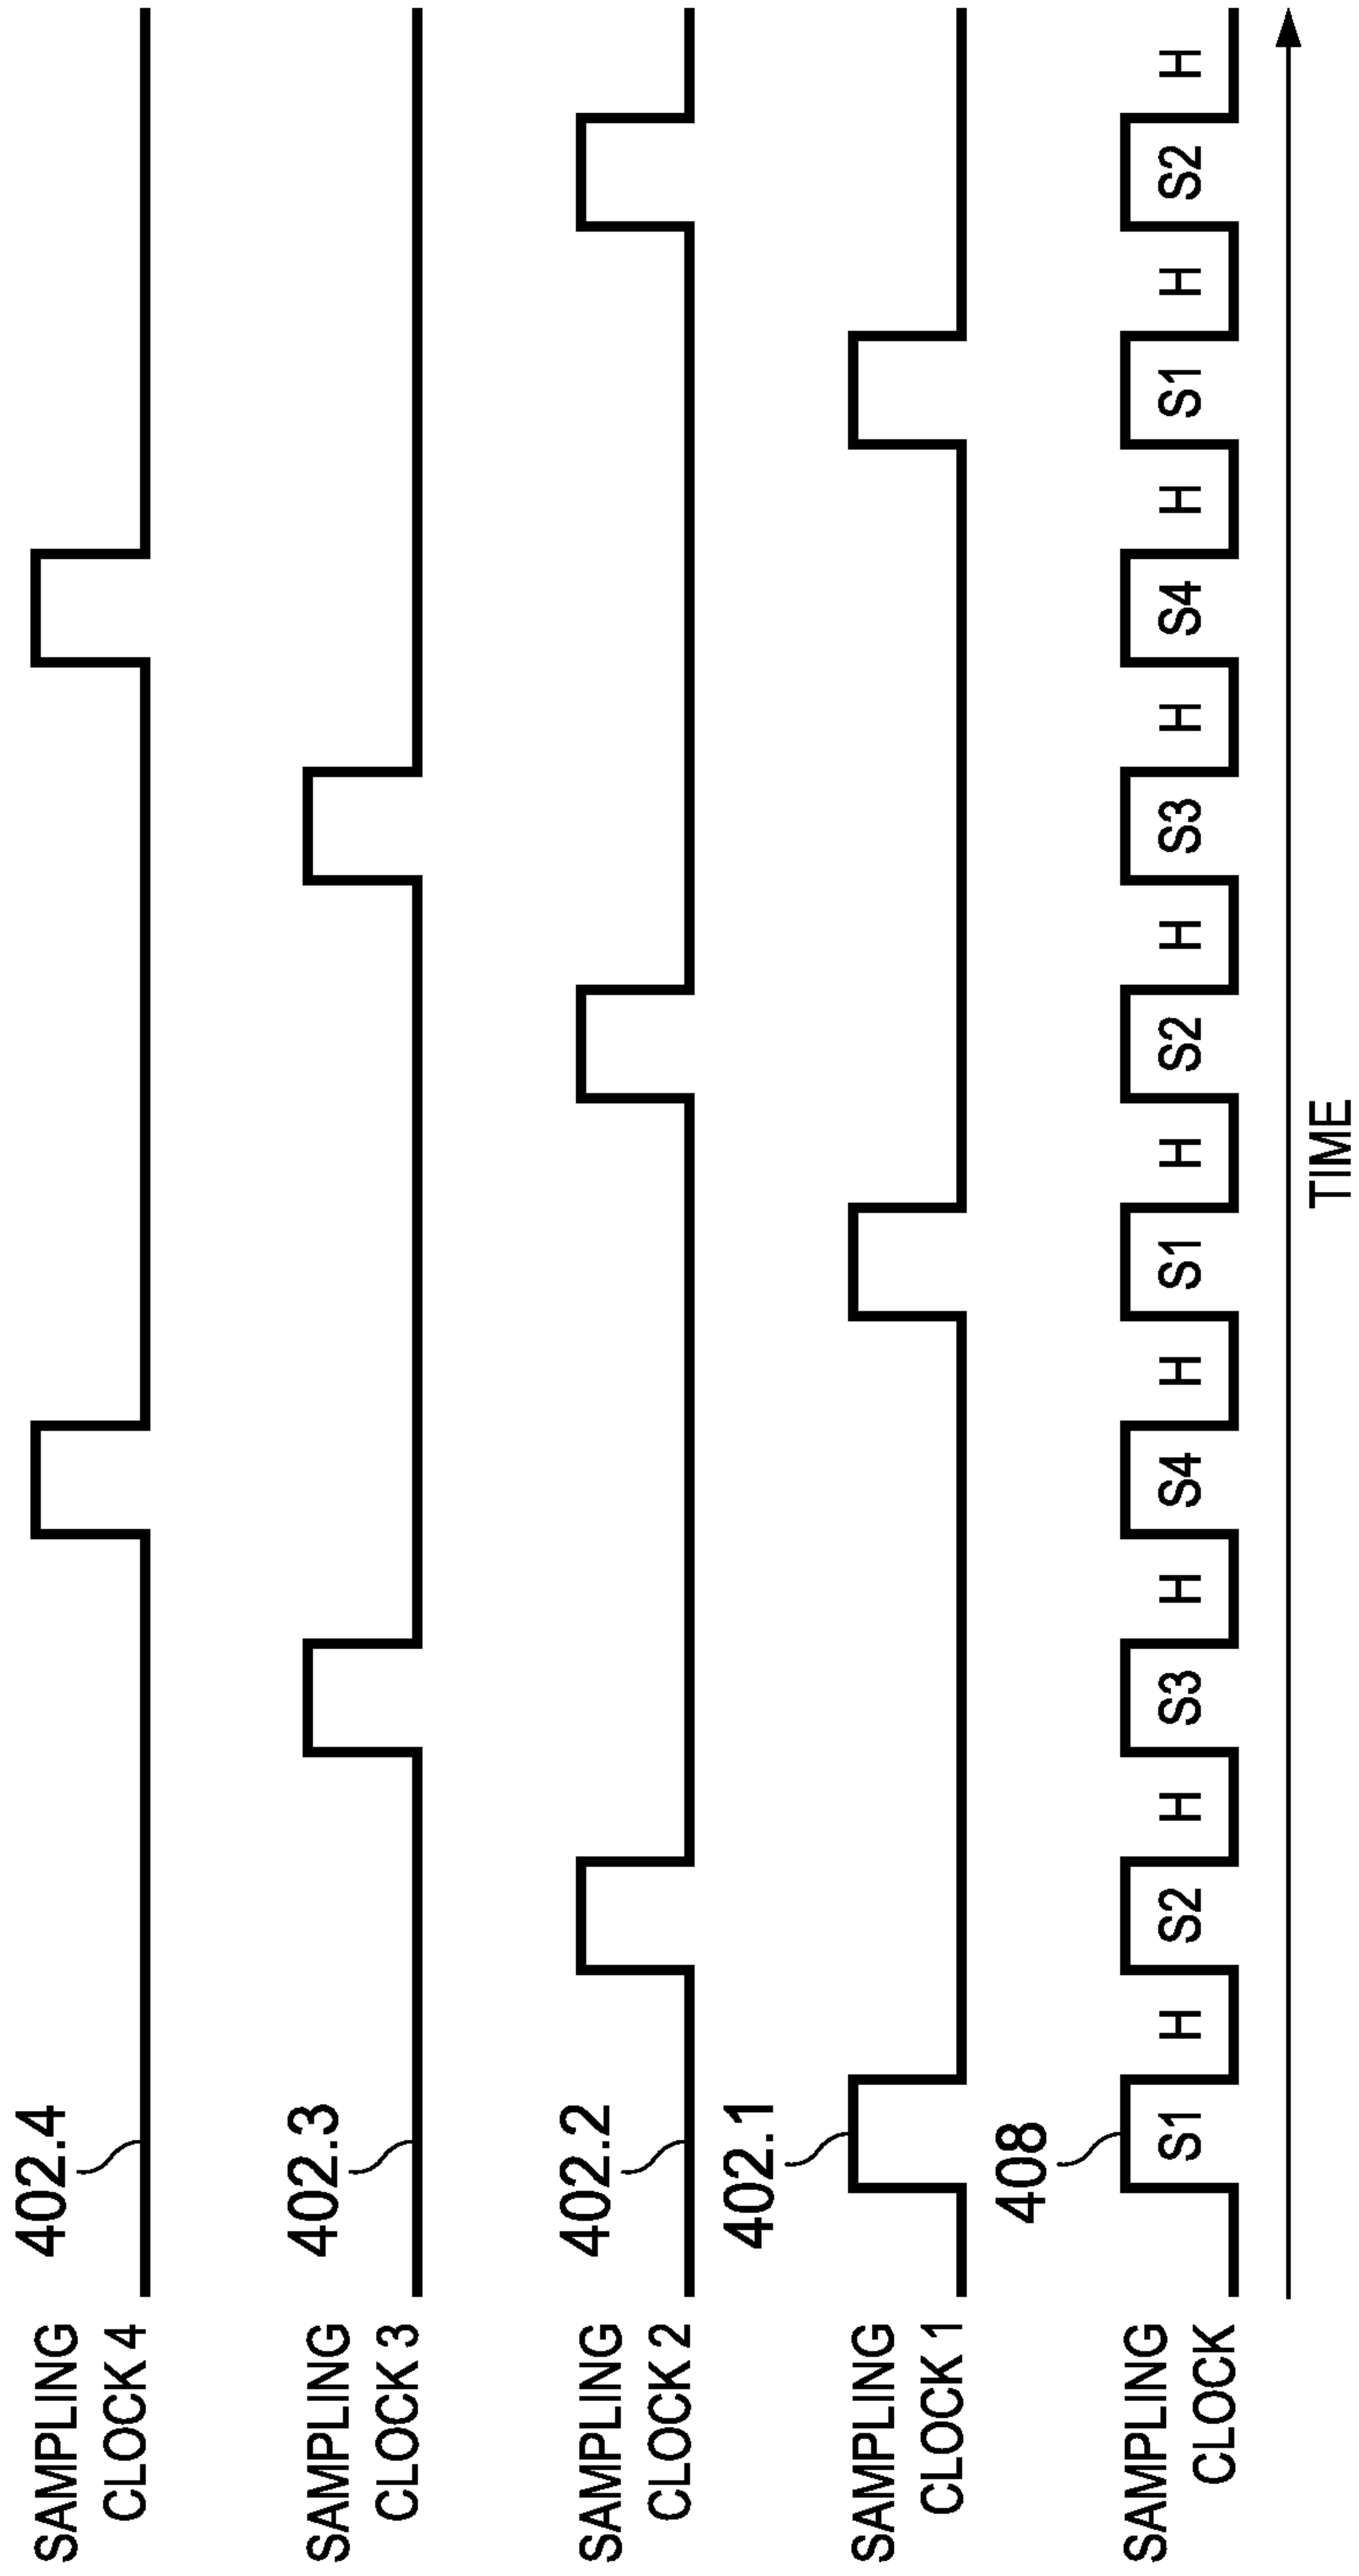 SAMPLING
CLOCK 4
402.4
SAMPLING
CLOCK 3
402.3
SAMPLING
CLOCK 2
402.2
SAMPLING
CLOCK 1
402.1
SAMPLING
CLOCK
408
S1 H S2 H S3 H S4 H S1 H S2 H S3 H S4 H S1 H S2 H
TIME